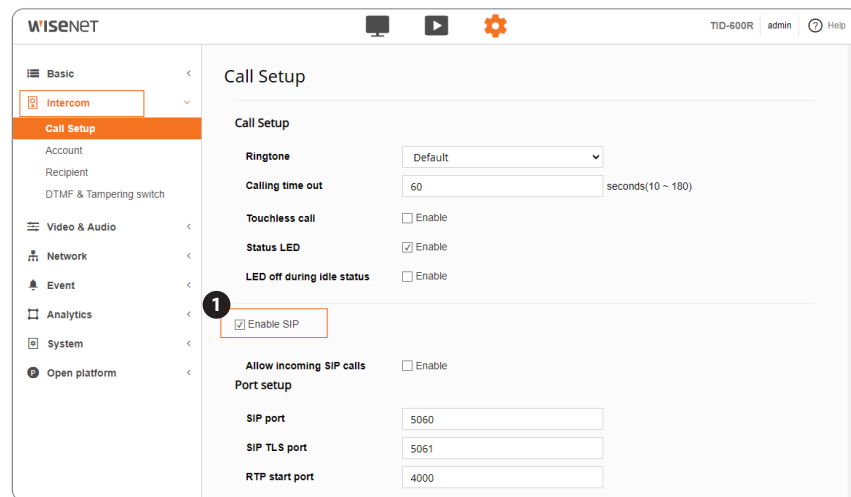 WISENET
TID-600R admin ? Help
Basic
Intercom
Call Setup
Account
Recipient
DTMF & Tampering switch
Video & Audio
Network
Event
Analytics
System
P Open platform
Call Setup
Call Setup
Ringtone Default
Calling time out 60 seconds(10 ~ 180)
Touchless call Enable
Status LED Enable
LED off during idle status Enable
1
Enable SIP
Allow incoming SIP calls Enable
Port setup
SIP port 5060
SIP TLS port 5061
RTP start port 4000